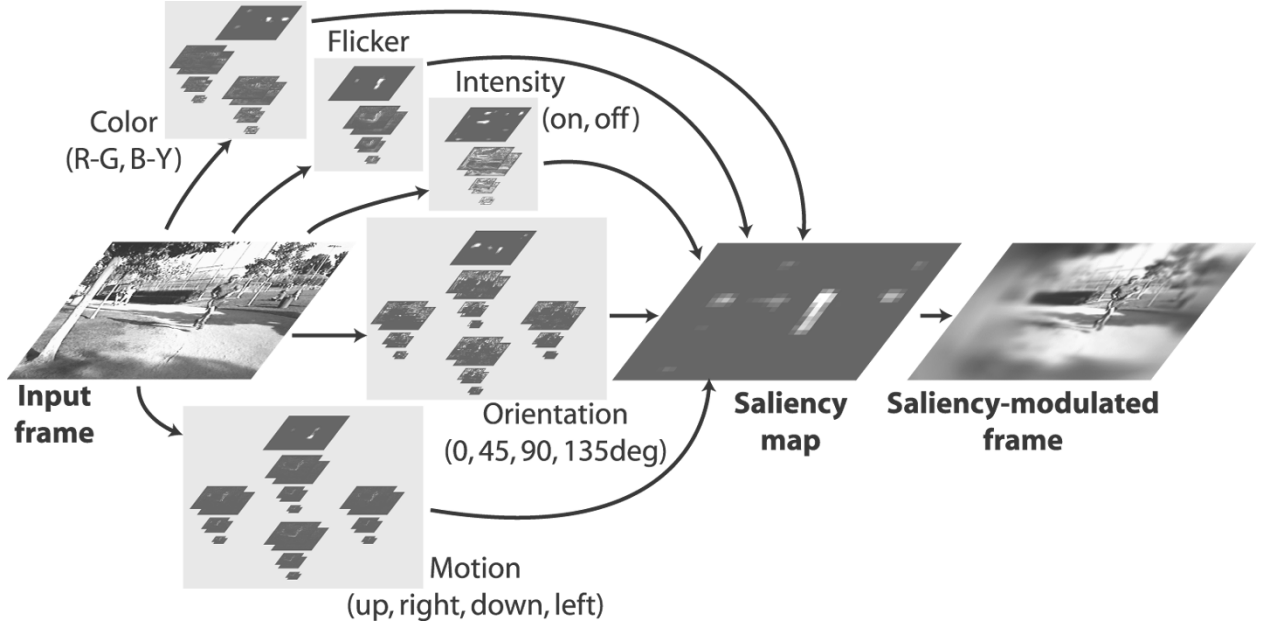 Flicker
Intensity
(on, off)
Color
(R-G, B-Y)
Input
frame
Orientation
(0, 45, 90, 135deg)
Saliency
map
Saliency-modulated
frame
Motion
(up, right, down, left)